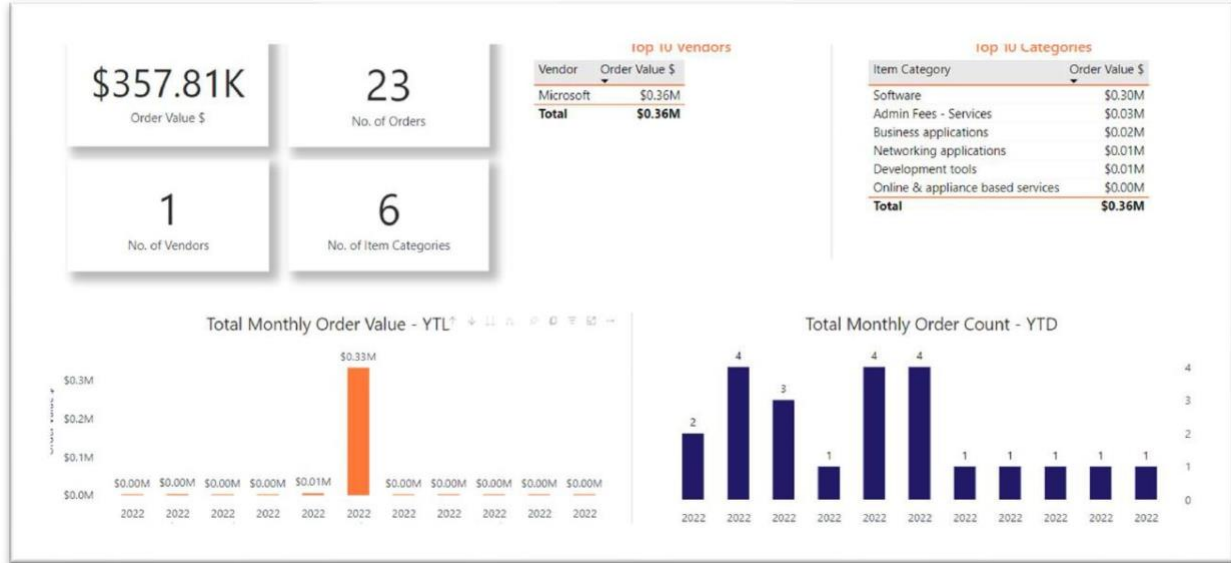 $357.81K
Order Value $
23
No. of Orders
1
No. of Vendors
6
No. of Item Categories
Top 10 Vendors
Vendor Order Value $
Microsoft $0.36M
Total $0.36M
Top 10 Categories
Item Category Order Value $
Software $0.30M
Admin Fees - Services $0.03M
Business applications $0.02M
Networking applications $0.01M
Development tools $0.01M
Online & appliance based services $0.00M
Total $0.36M
Total Monthly Order Value - YTL
$0.33M
$0.3M
$0.2M
$0.1M
$0.0M
$0.00M $0.00M $0.00M $0.00M $0.01M $0.00M $0.00M $0.00M $0.00M $0.00M
2022 2022 2022 2022 2022 2022 2022 2022 2022 2022 2022
Total Monthly Order Count - YTD
2 4 3 1 4 4 1 1 1 1 1
4
3
2
1
0
2022 2022 2022 2022 2022 2022 2022 2022 2022 2022 2022